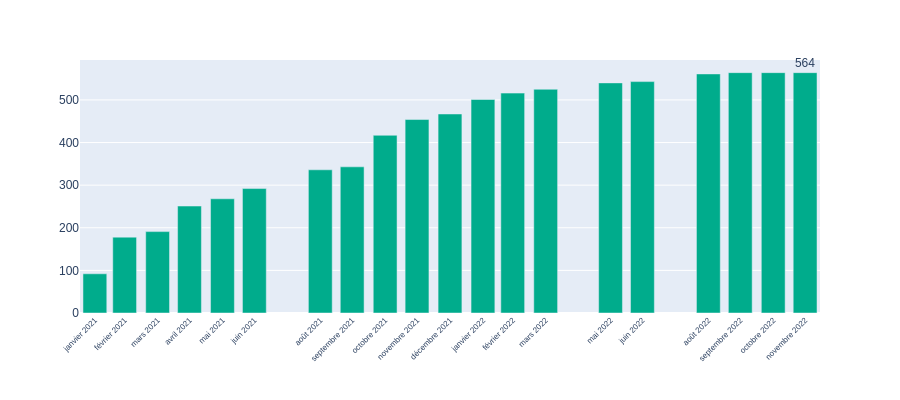 564
500
400
300
200
100
0
janvier 2021
février 2021
mars 2021
avril 2021
mai 2021
juin 2021
août 2021
septembre 2021
octobre 2021
novembre 2021
décembre 2021
janvier 2022
février 2022
mars 2022
mai 2022
juin 2022
août 2022
septembre 2022
octobre 2022
novembre 2022